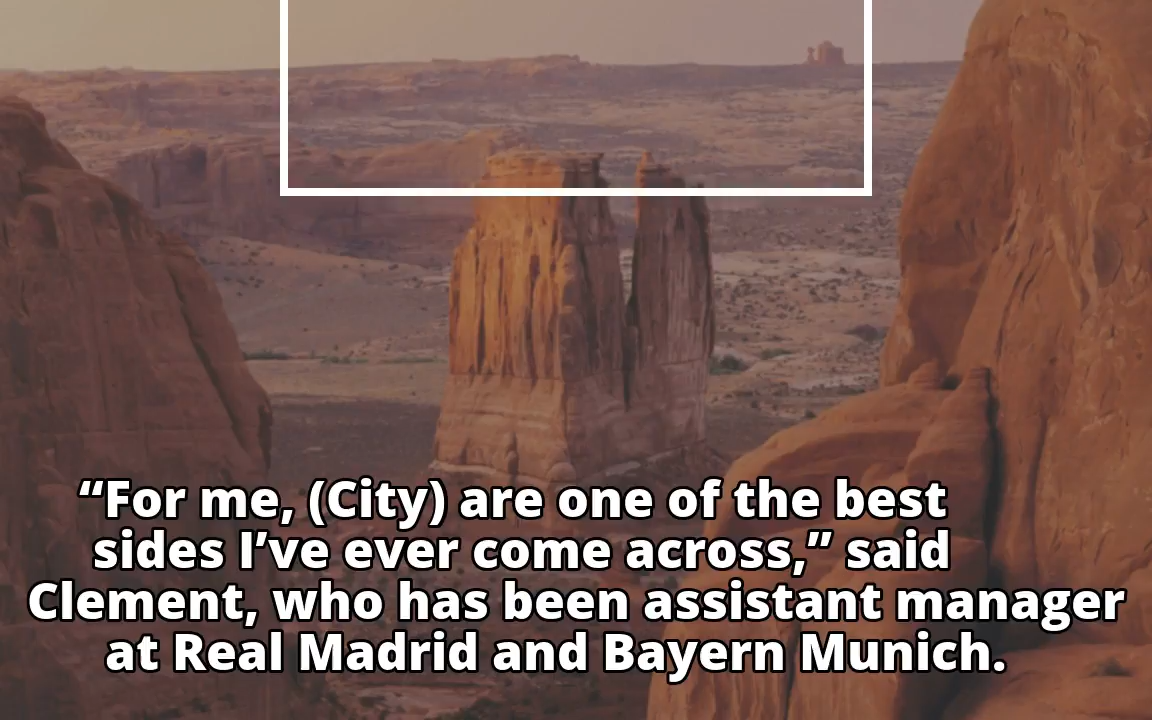 “For me, (City) are one of the best
sides I’ve ever come across,” said
Clement, who has been assistant manager
at Real Madrid and Bayern Munich.